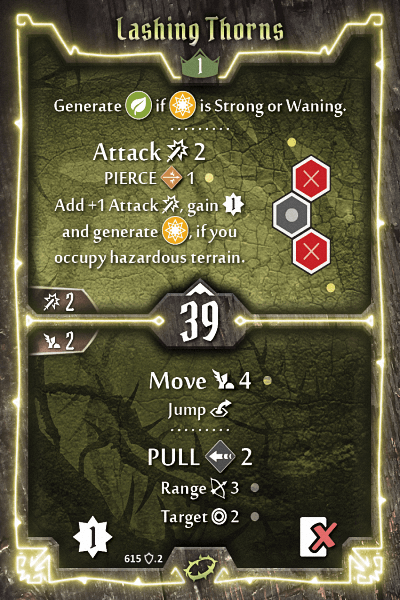 Lashing Thorns
1
Generate if is Strong or Waning.
Attack 2
PIERCE 1
Add +1 Attack, gain 1
and generate, if you
occupy hazardous terrain.
2
39
2
Move 4
Jump
PULL 2
Range 3
Target 2
1
615 .2